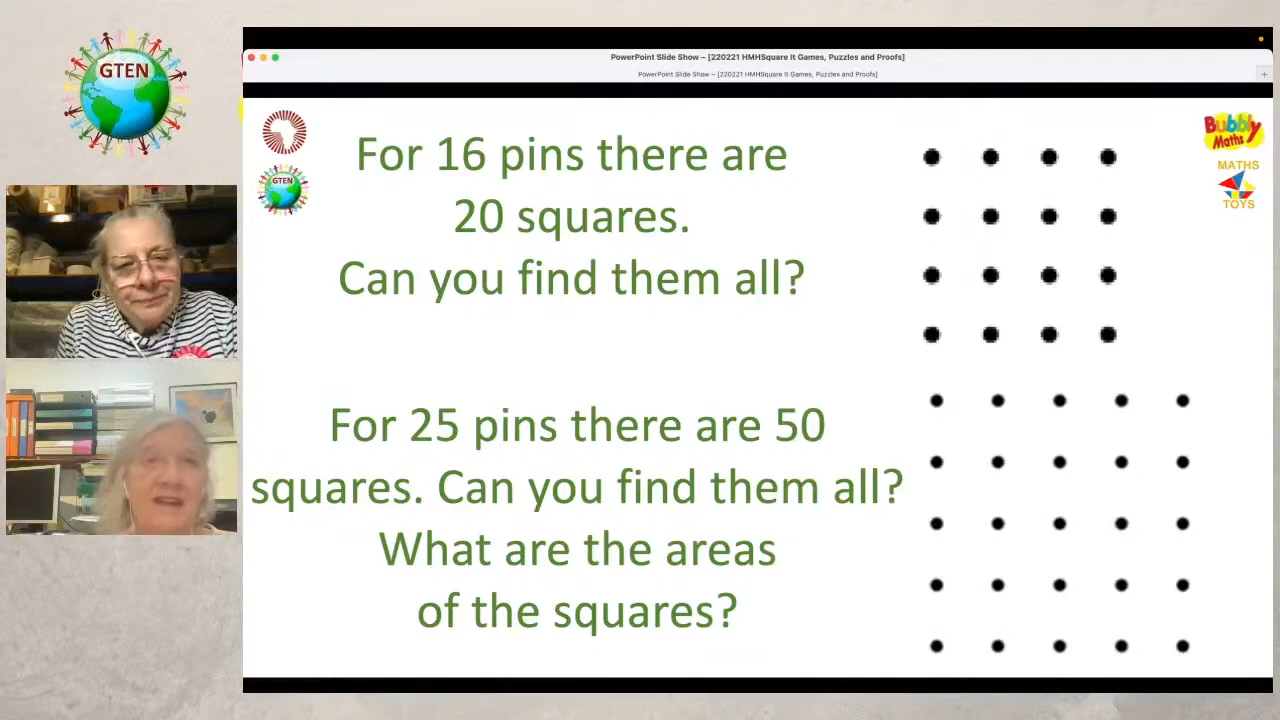 GTEN
PowerPoint Slide Show – [220221 HMHSquare It Games, Puzzles and Proofs]
PowerPoint Slide Show – [220221 HMHSquare It Games, Puzzles and Proofs]
GTEN
For 16 pins there are
20 squares.
Can you find them all?
Bubbly
Maths
MATHS
TOYS
For 25 pins there are 50
squares. Can you find them all?
What are the areas
of the squares?